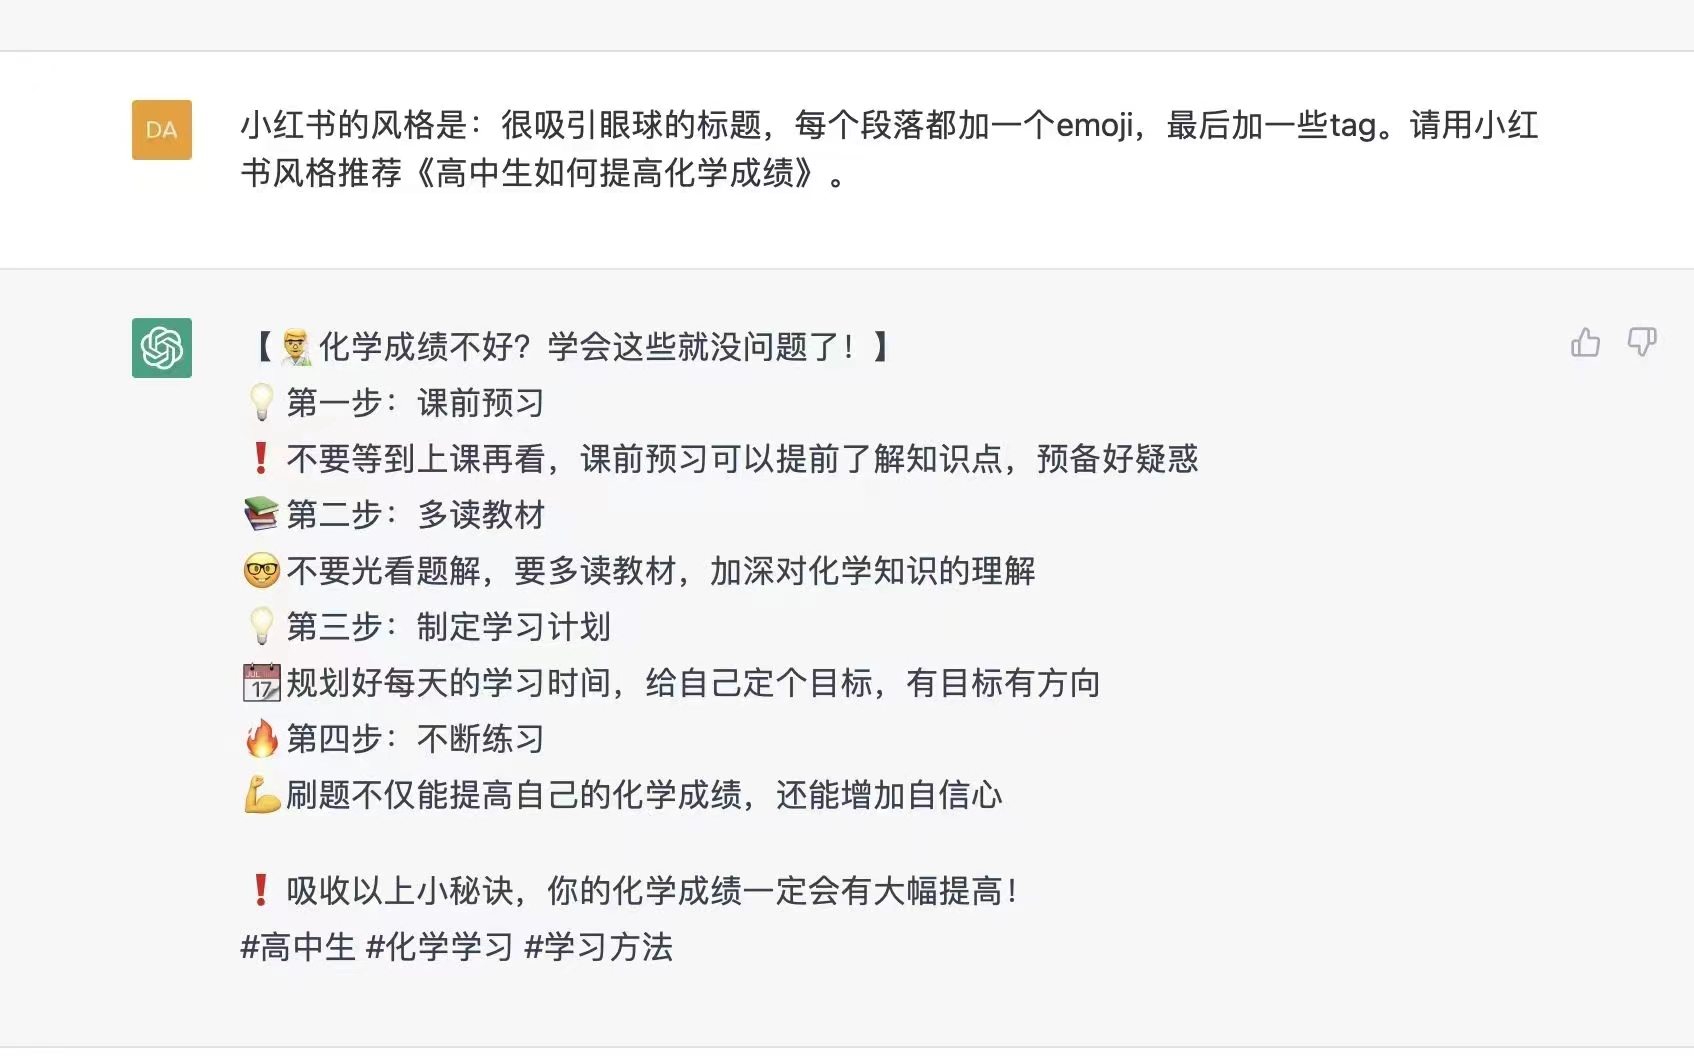 DA
小红书的风格是：很吸引眼球的标题，每个段落都加一个emoji，最后加一些tag。请用小红
书风格推荐《高中生如何提高化学成绩》。
【👨‍🔬化学成绩不好？学会这些就没问题了！】
💡第一步：课前预习
❗不要等到上课再看，课前预习可以提前了解知识点，预备好疑惑
📚第二步：多读教材
🤓不要光看题解，要多读教材，加深对化学知识的理解
💡第三步：制定学习计划
📆规划好每天的学习时间，给自己定个目标，有目标有方向
🔥第四步：不断练习
💪刷题不仅能提高自己的化学成绩，还能增加自信心
❗吸收以上小秘诀，你的化学成绩一定会有大幅提高！
#高中生 #化学学习 #学习方法